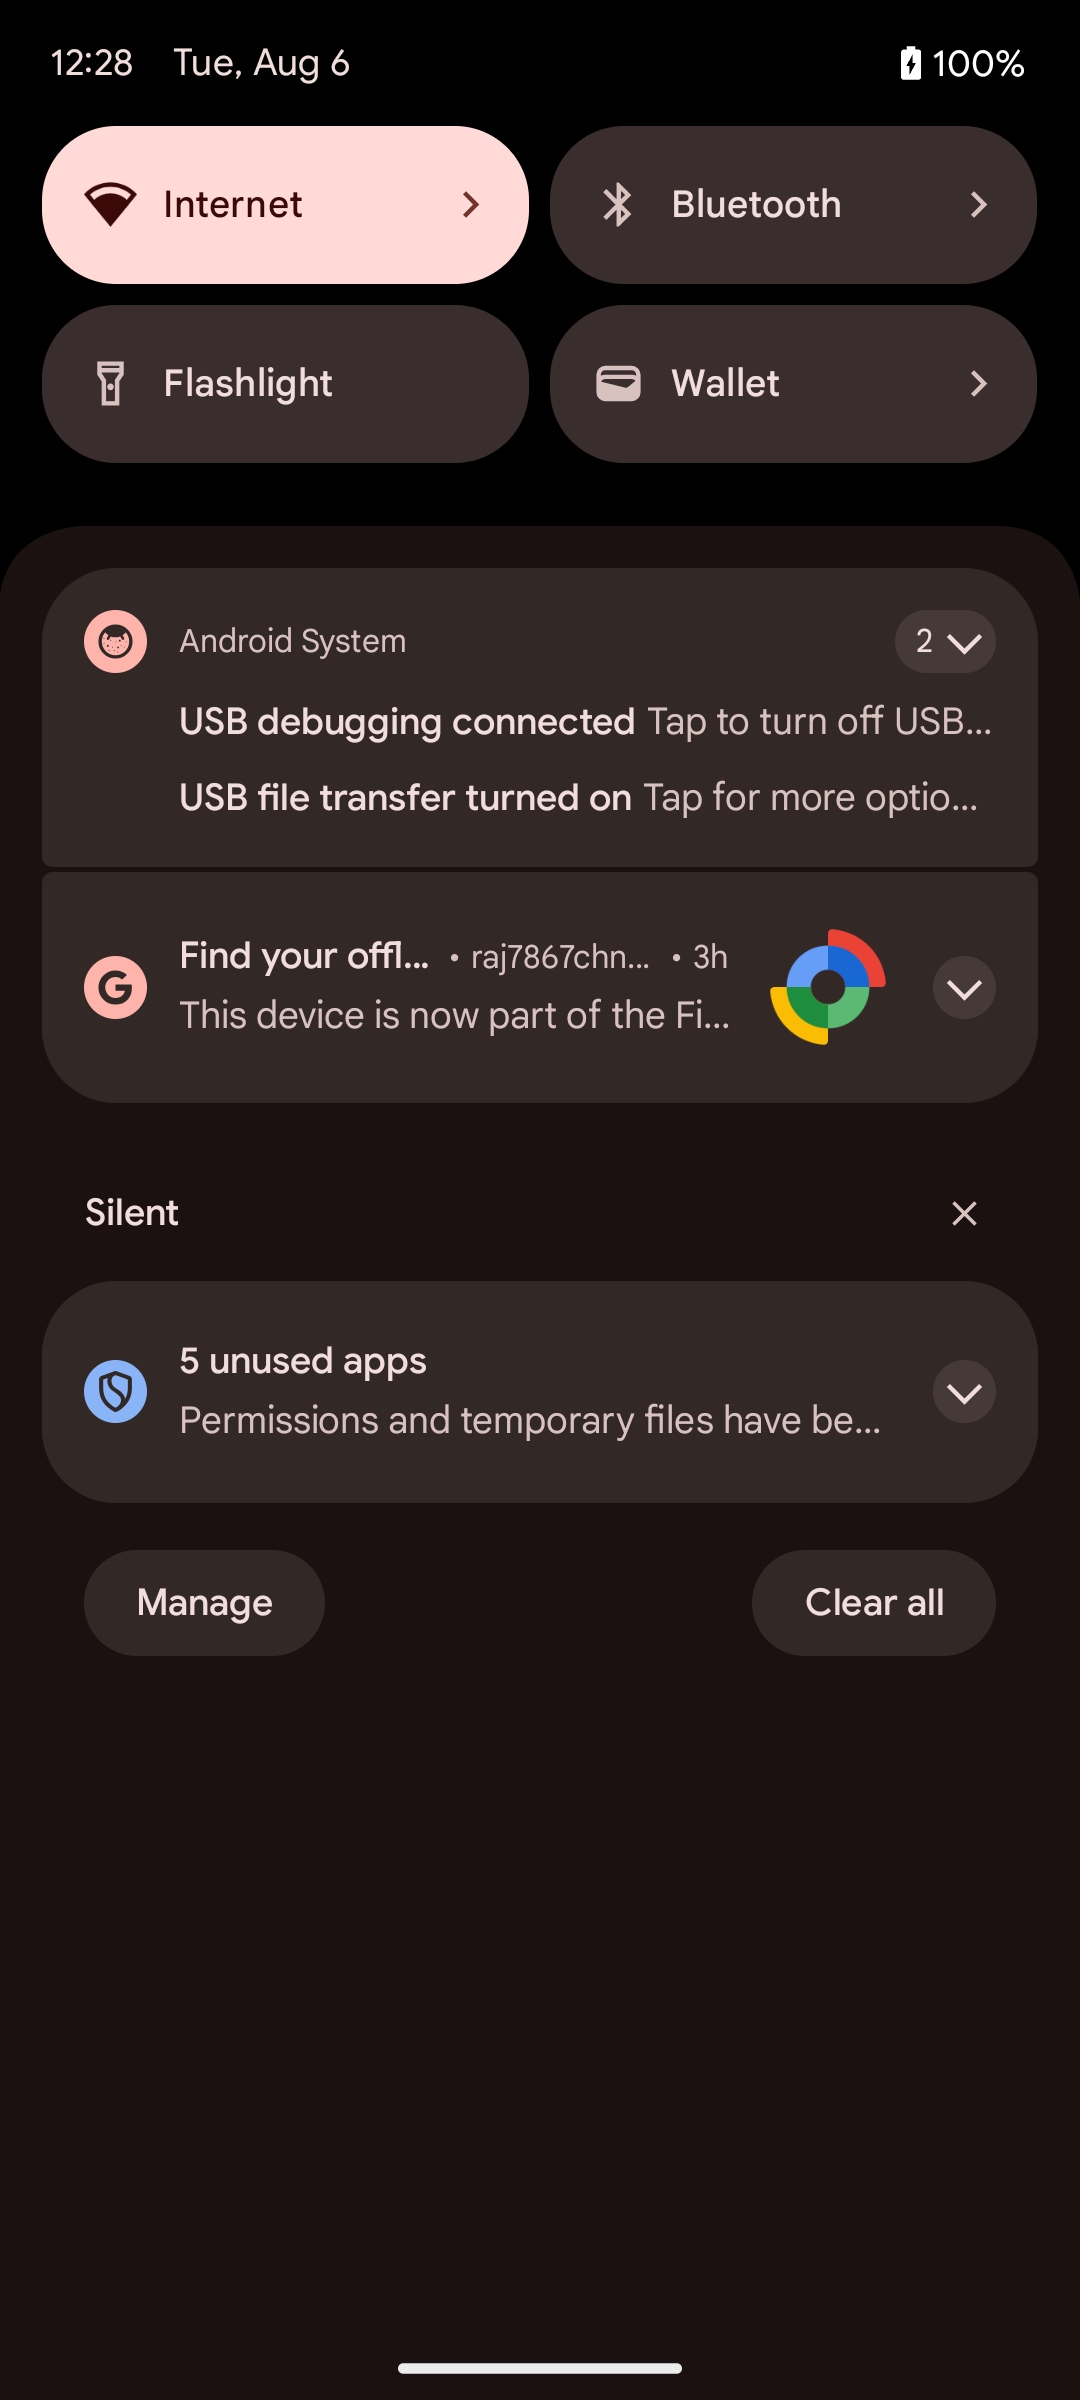 12:28 Tue, Aug 6 100%
Internet
Bluetooth
Flashlight
Wallet
Android System 2
USB debugging connected Tap to turn off USB...
USB file transfer turned on Tap for more optio...
Find your offl... • raj7867chn... • 3h
This device is now part of the Fi...
Silent
5 unused apps
Permissions and temporary files have be...
Manage
Clear all